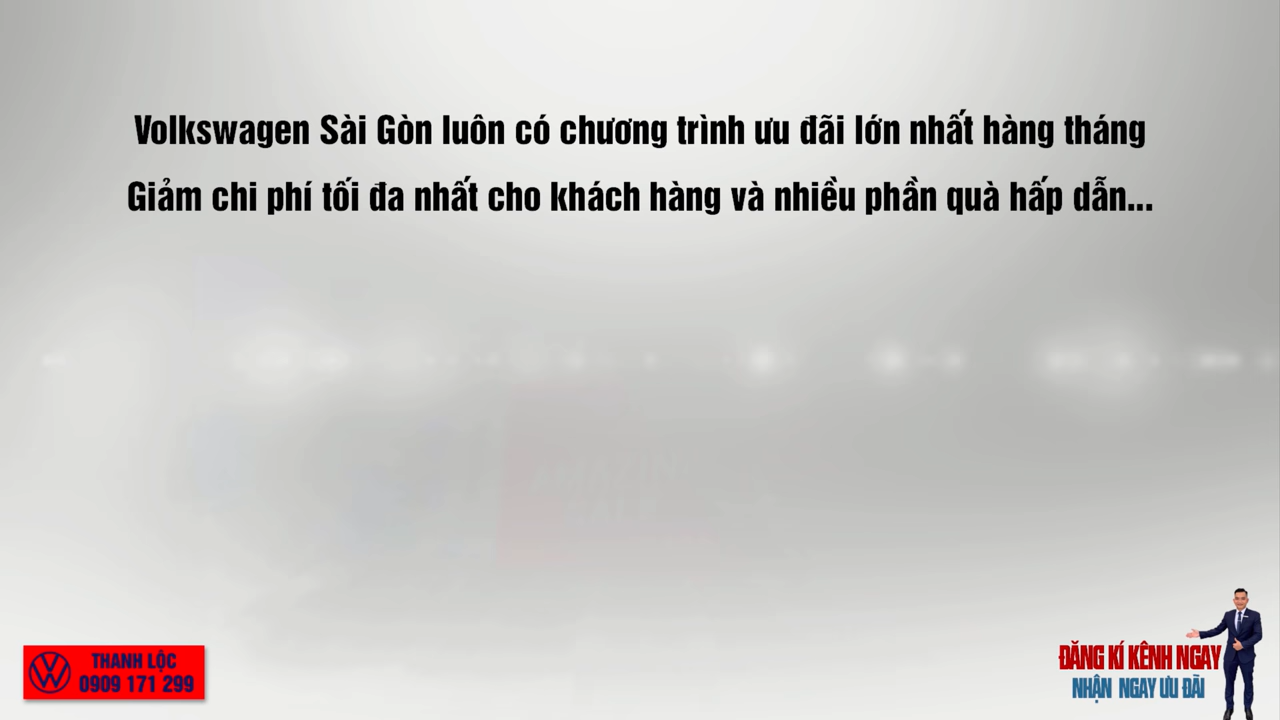 Volkswagen Sài Gòn luôn có chương trình ưu đãi lớn nhất hàng tháng
Giảm chi phí tối đa nhất cho khách hàng và nhiều phần quà hấp dẫn...
THANH LỘC
0909 171 299
ĐĂNG KÍ KÊNH NGAY
NHẬN NGAY ƯU ĐÃI